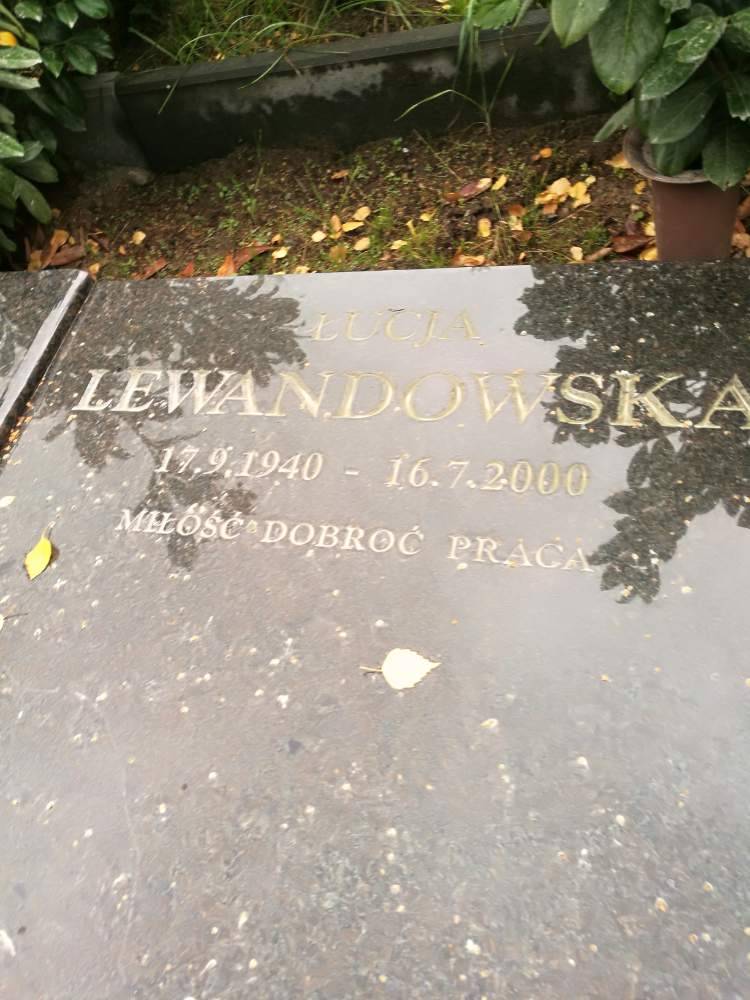 ŁUCJA
LEWANDOWSKA
17.9.1940 - 16.7.2000
MIŁOŚĆ DOBROĆ PRACA